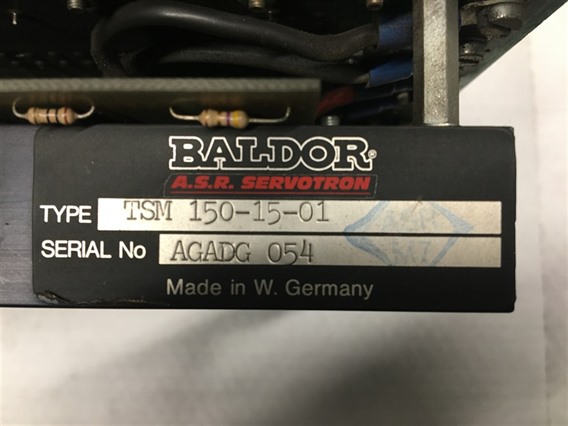 BALDOR®
A.S.R. SERVOTRON
TYPE TSM 150-15-01
SERIAL No AGADG 054
Made in W. Germany